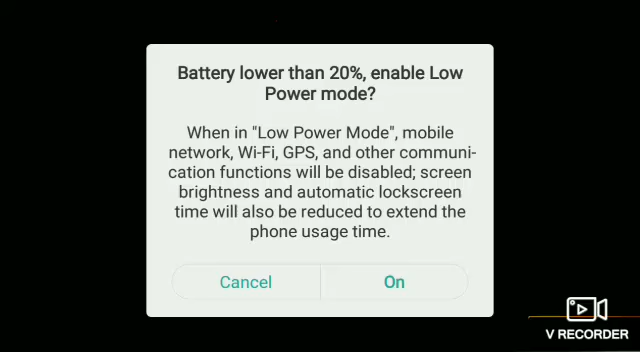 Battery lower than 20%, enable Low
Power mode?
When in "Low Power Mode", mobile
network, Wi-Fi, GPS, and other communi-
cation functions will be disabled; screen
brightness and automatic lockscreen
time will also be reduced to extend the
phone usage time.
Cancel
On
V RECORDER